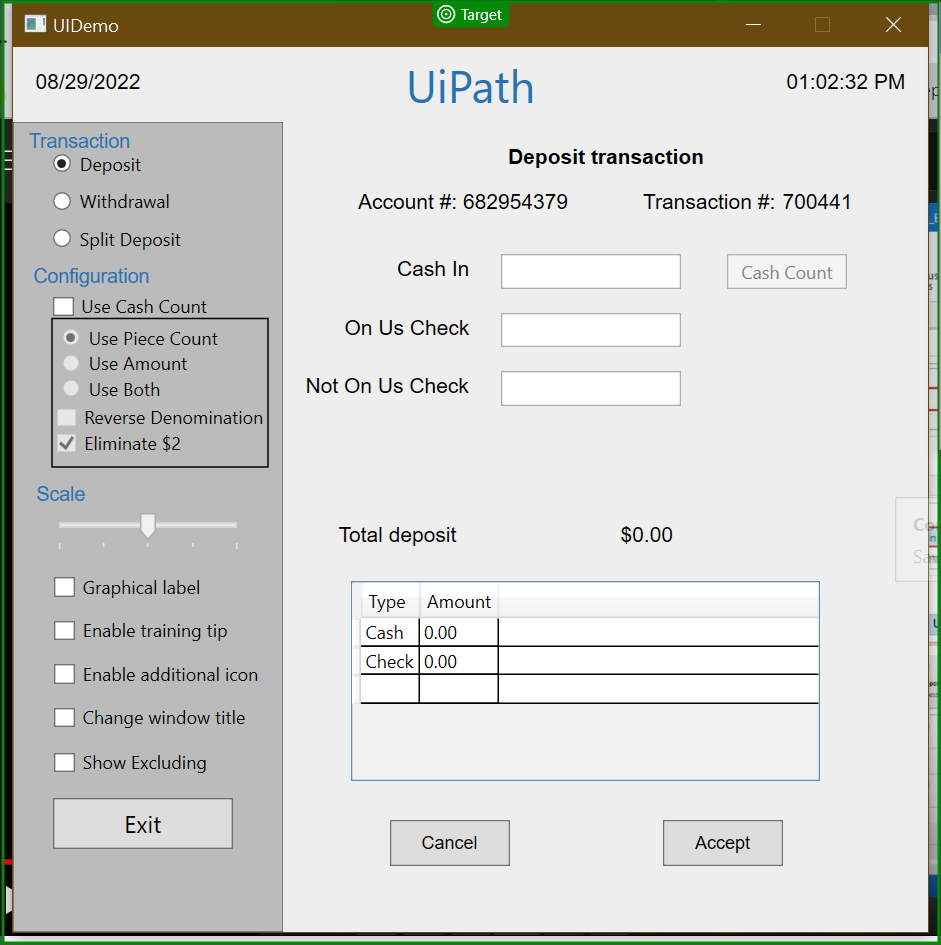 Target
UIDemo
08/29/2022
UiPath
01:02:32 PM
Transaction
Deposit
Withdrawal
Split Deposit
Configuration
Use Cash Count
Use Piece Count
Use Amount
Use Both
Reverse Denomination
Eliminate $2
Scale
Graphical label
Enable training tip
Enable additional icon
Change window title
Show Excluding
Exit
Deposit transaction
Account #: 682954379 Transaction #: 700441
Cash In
Cash Count
On Us Check
Not On Us Check
Total deposit $0.00
Type Amount
Cash 0.00
Check 0.00
Cancel Accept